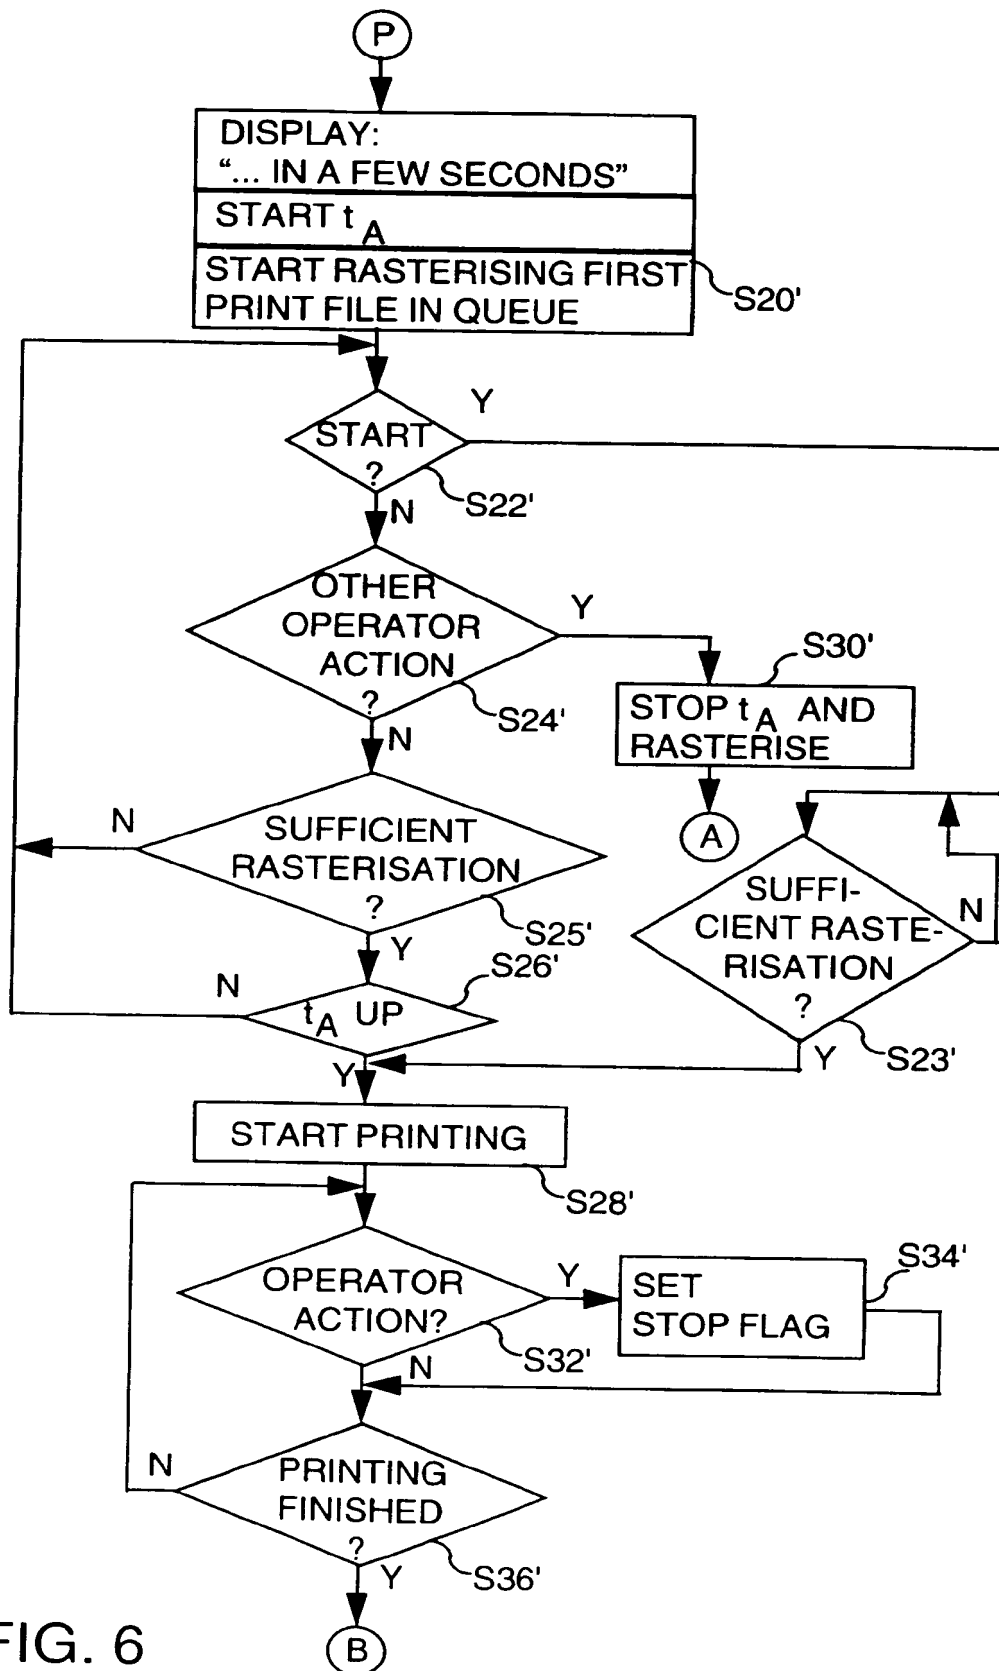 P
DISPLAY:
“... IN A FEW SECONDS”
START tA
START RASTERISING FIRST
PRINT FILE IN QUEUE
S20'
START
?
Y
S22'
N
OTHER
OPERATOR
ACTION
?
Y
S24'
N
S30'
STOP tA AND
RASTERISE
A
SUFFICIENT
RASTERISATION
?
N
S25'
Y
SUFFI-
CIENT RASTE-
RISATION
?
N
S23'
Y
tA UP
N
S26'
Y
START PRINTING
S28'
OPERATOR
ACTION?
Y
S32'
N
SET
STOP FLAG
S34'
PRINTING
FINISHED
?
N
S36'
Y
B
FIG. 6